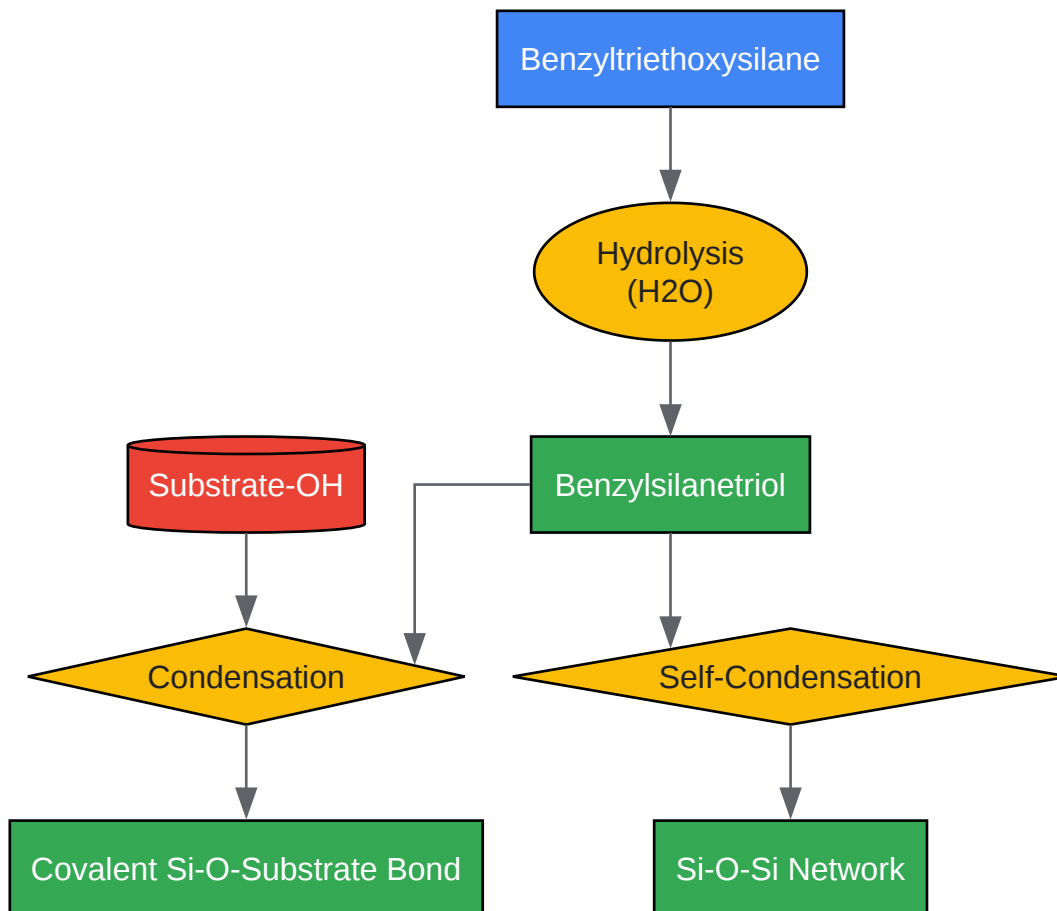 Benzyltriethoxysilane
Hydrolysis
(H2O)
Substrate-OH
Benzylsilanetriol
Condensation
Self-Condensation
Covalent Si-O-Substrate Bond
Si-O-Si Network